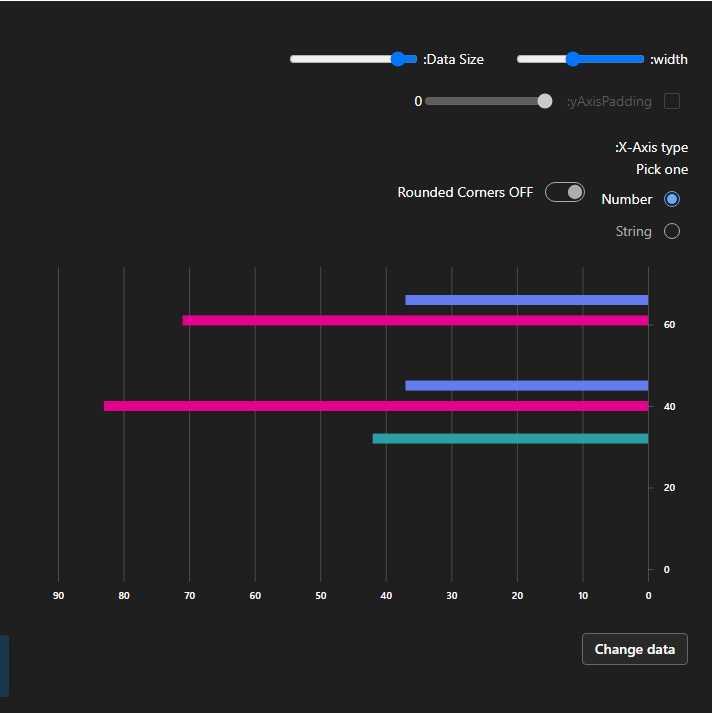 :width
:Data Size
:yAxisPadding
0
:X-Axis type
Pick one
Number
Rounded Corners OFF
String
60
40
20
0
90 80 70 60 50 40 30 20 10 0
Change data